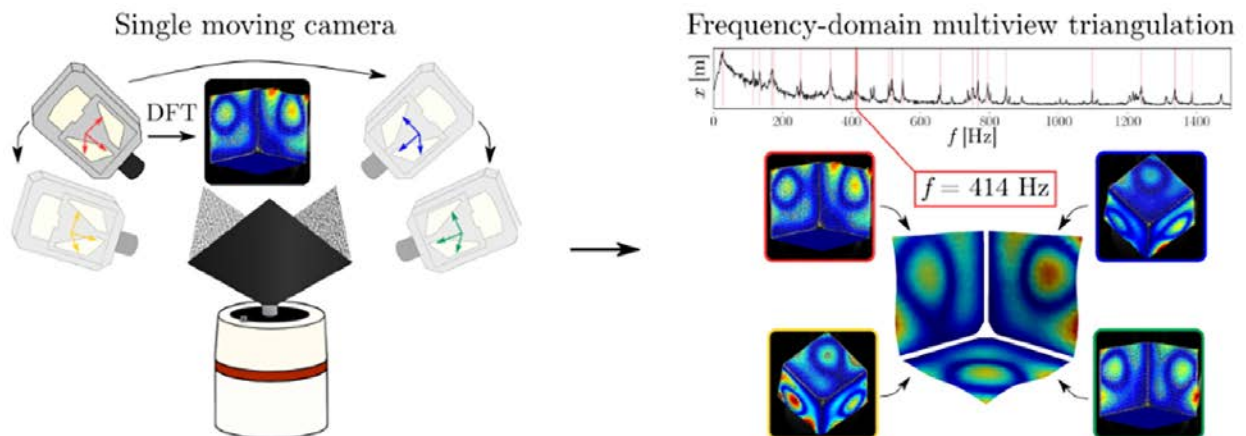 Single moving camera
DFT
Frequency-domain multiview triangulation
x [m]
0 200 400 600 800 1000 1200 1400
f [Hz]
f = 414 Hz